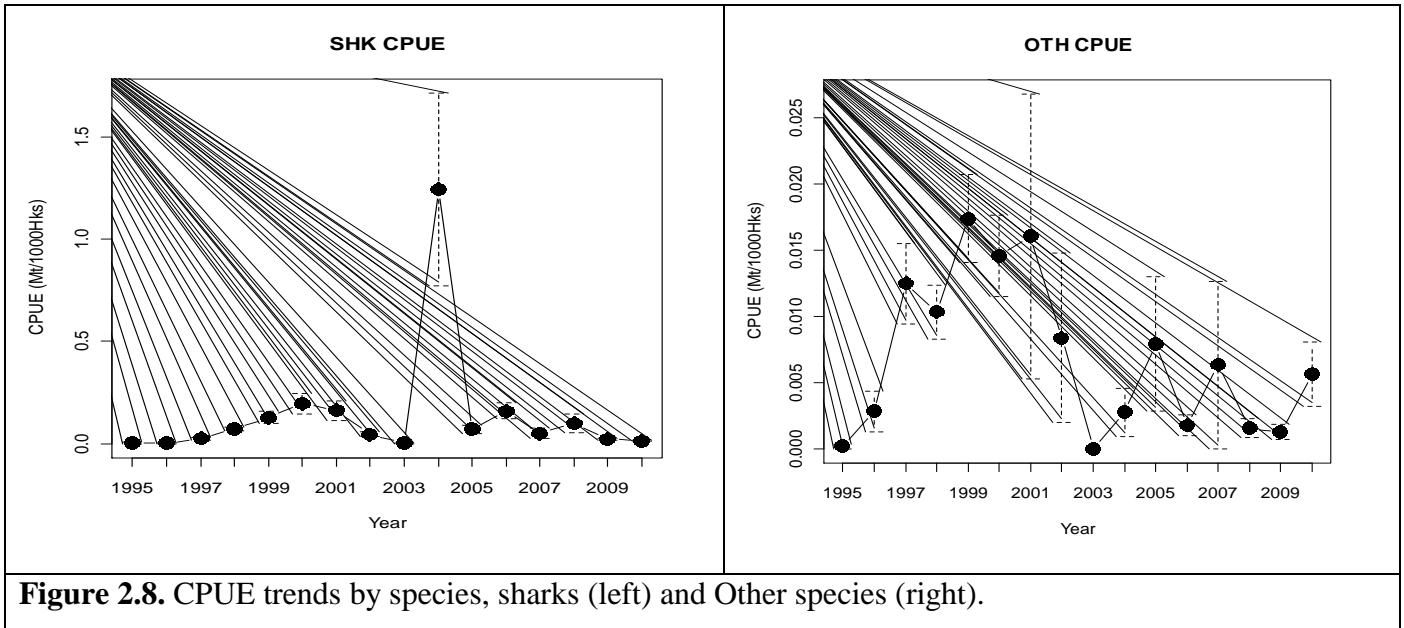 SHK CPUE
CPUE (Mt/1000Hks)
1.5
1.0
0.5
0.0
1995 1997 1999 2001 2003 2005 2007 2009
Year
OTH CPUE
CPUE (Mt/1000Hks)
0.025
0.020
0.015
0.010
0.005
0.000
1995 1997 1999 2001 2003 2005 2007 2009
Year
Figure 2.8. CPUE trends by species, sharks (left) and Other species (right).